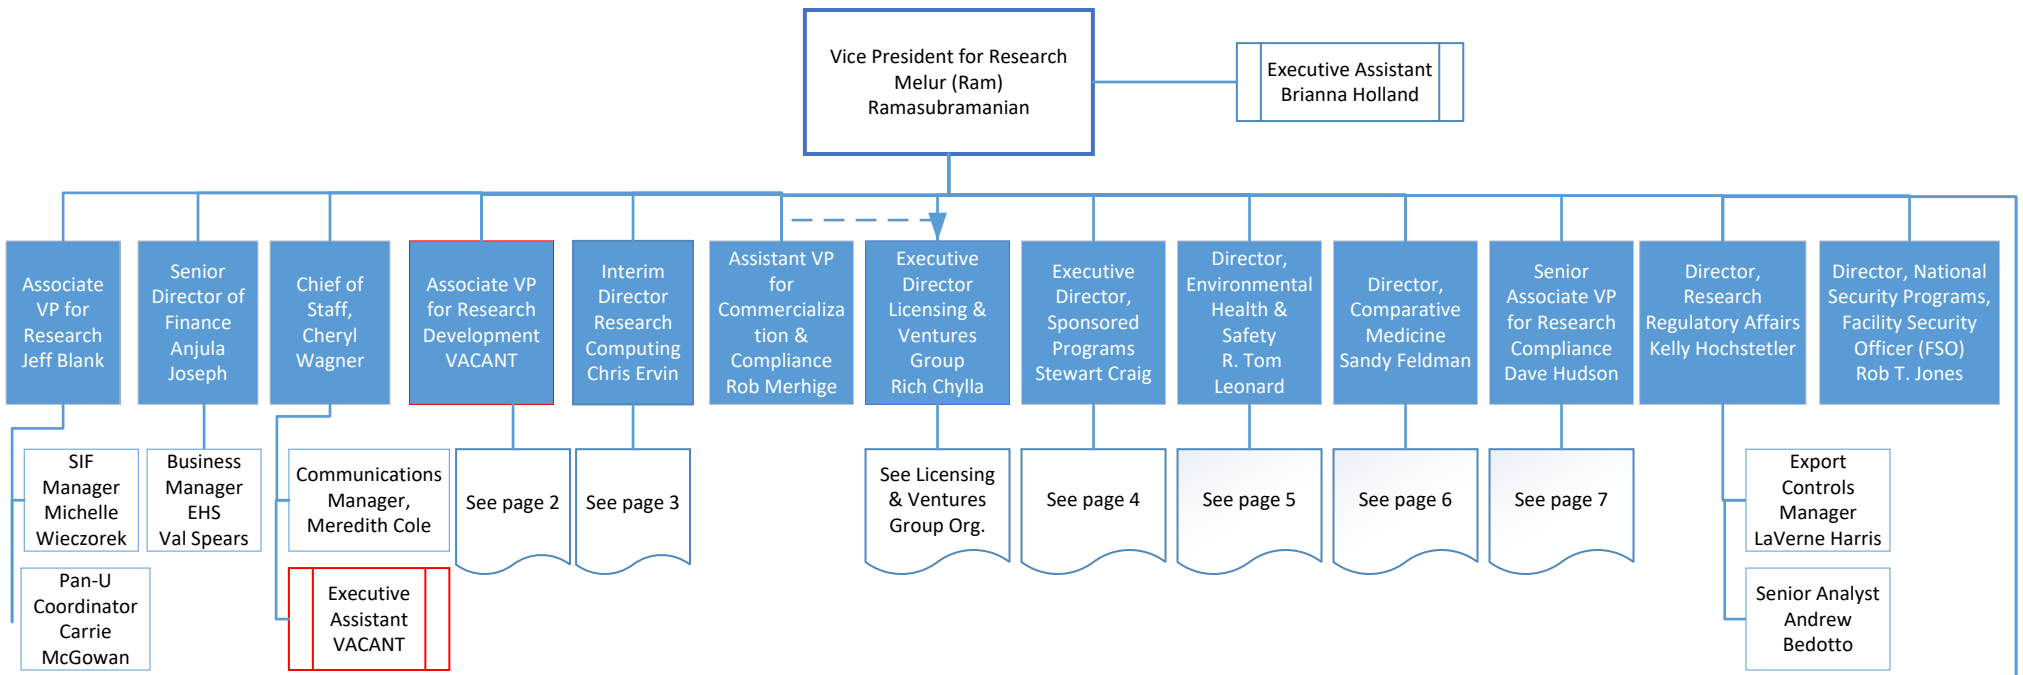 Vice President for Research
Melur (Ram)
Ramasubramanian
Executive Assistant
Brianna Holland
Associate
VP for
Research
Jeff Blank
Senior
Director of
Finance
Anjula
Joseph
Chief of
Staff,
Cheryl
Wagner
Associate VP
for Research
Development
VACANT
Interim
Director
Research
Computing
Chris Ervin
Assistant VP
for
Commercializa
tion &
Compliance
Rob Merhige
Executive
Director
Licensing &
Ventures
Group
Rich Chylla
Executive
Director,
Sponsored
Programs
Stewart Craig
Director,
Environmental
Health &
Safety
R. Tom
Leonard
Director,
Comparative
Medicine
Sandy Feldman
Senior
Associate VP
for Research
Compliance
Dave Hudson
Director,
Research
Regulatory Affairs
Kelly Hochstetler
Director, National
Security Programs,
Facility Security
Officer (FSO)
Rob T. Jones
SIF
Manager
Michelle
Wieczorek
Business
Manager
EHS
Val Spears
Communications
Manager,
Meredith Cole
See page 2
See page 3
See Licensing
& Ventures
Group Org.
See page 4
See page 5
See page 6
See page 7
Export
Controls
Manager
LaVerne Harris
Pan-U
Coordinator
Carrie
McGowan
Executive
Assistant
VACANT
Senior Analyst
Andrew
Bedotto